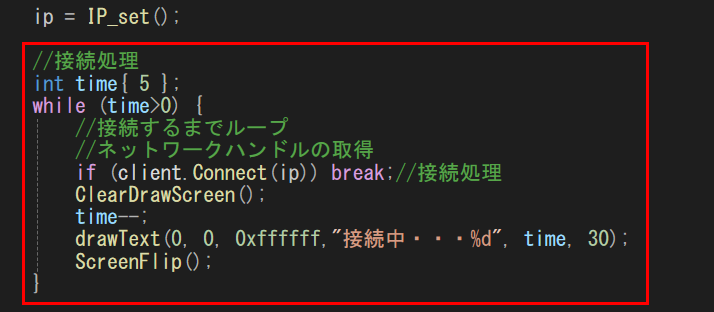 ip = IP_set();
//接続処理
int time{ 5 };
while (time>0) {
//接続するまでループ
//ネットワークハンドルの取得
if (client.Connect(ip)) break;//接続処理
ClearDrawScreen();
time--;
drawText(0, 0, 0xffffff,"接続中・・・%d", time, 30);
ScreenFlip();
}